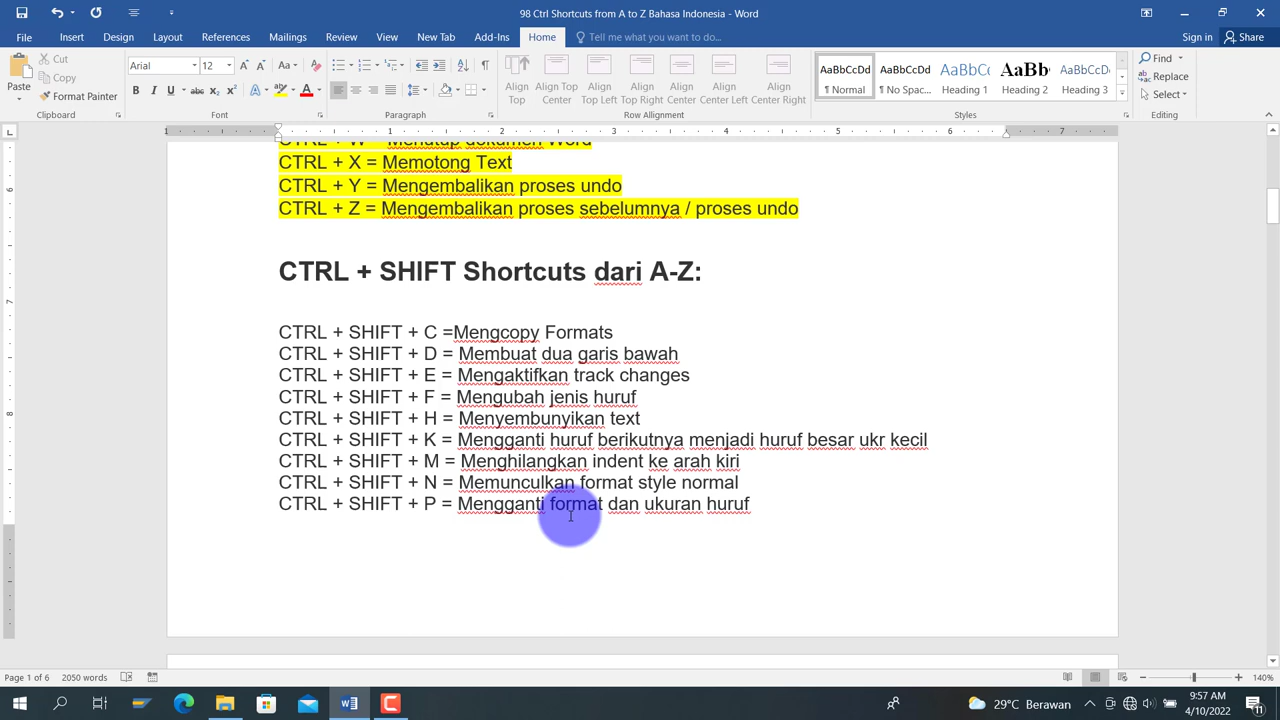 98 Ctrl Shortcuts from A to Z Bahasa Indonesia - Word
File Insert Design Layout References Mailings Review View New Tab Add-Ins Home Tell me what you want to do... Sign in Share
Paste Cut Copy Format Painter
Clipboard
Arial 12
Font
Paragraph
Align Top Align Top Center Align Top Left Align Top Right Align Center Align Center Left Align Center Right
Row Alignment
AaBbCcDd AaBbCcDd AaBbCc AaBbC AaBbCcD
¶ Normal ¶ No Spac... Heading 1 Heading 2 Heading 3
Styles
Find
Replace
Select
Editing
CTRL + W = Menutup dokumen Word
CTRL + X = Memotong Text
CTRL + Y = Mengembalikan proses undo
CTRL + Z = Mengembalikan proses sebelumnya / proses undo
CTRL + SHIFT Shortcuts dari A-Z:
CTRL + SHIFT + C =Mengcopy Formats
CTRL + SHIFT + D = Membuat dua garis bawah
CTRL + SHIFT + E = Mengaktifkan track changes
CTRL + SHIFT + F = Mengubah jenis huruf
CTRL + SHIFT + H = Menyembunyikan text
CTRL + SHIFT + K = Mengganti huruf berikutnya menjadi huruf besar ukr kecil
CTRL + SHIFT + M = Menghilangkan indent ke arah kiri
CTRL + SHIFT + N = Memunculkan format style normal
CTRL + SHIFT + P = Mengganti format dan ukuran huruf
Page 1 of 6 2050 words 140%
29°C Berawan
9:57 AM
4/10/2022
11